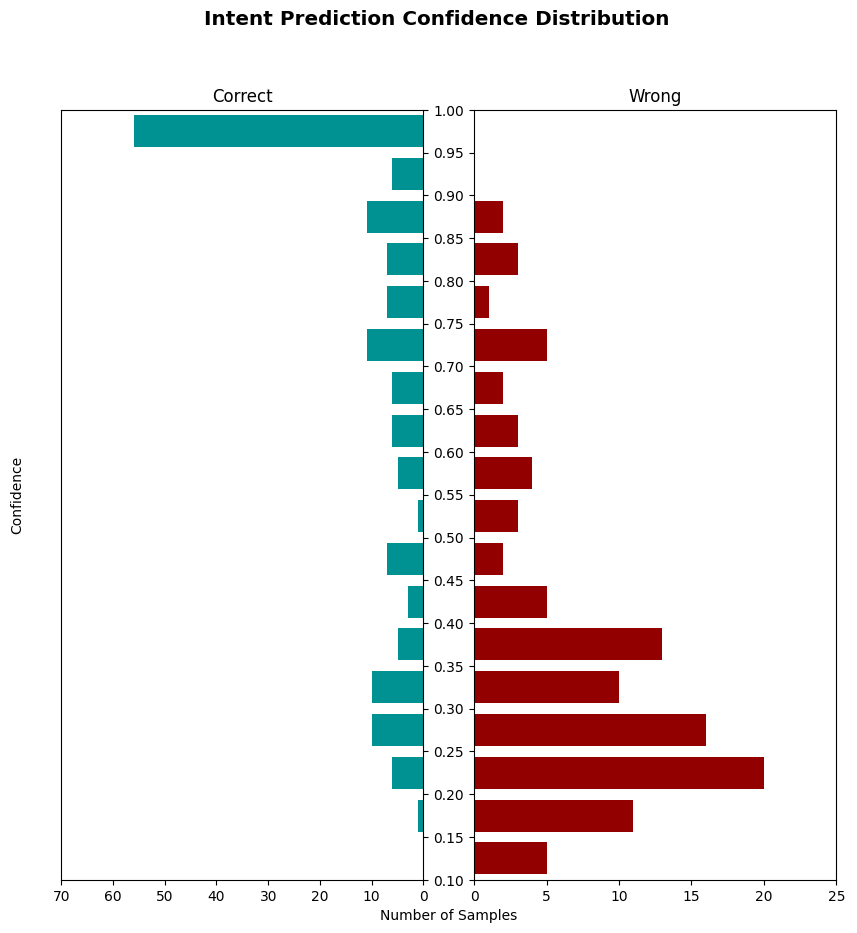 Intent Prediction Confidence Distribution
Correct
Wrong
1.00
0.95
0.90
0.85
0.80
0.75
0.70
0.65
0.60
0.55
0.50
0.45
0.40
0.35
0.30
0.25
0.20
0.15
0.10
Confidence
70 60 50 40 30 20 10 0
0 5 10 15 20 25
Number of Samples